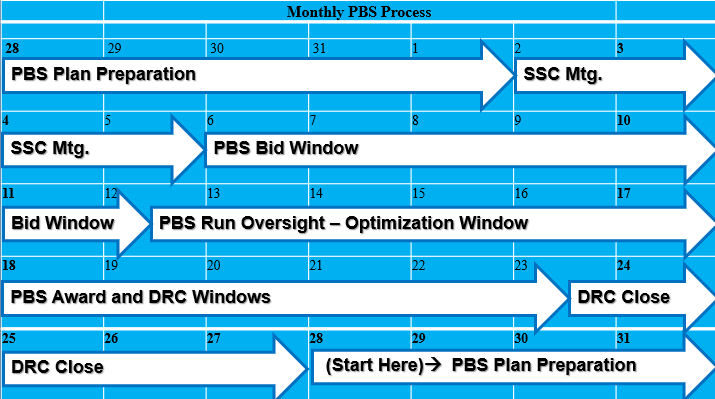 Monthly PBS Process
28 29 30 31 1 2 3
PBS Plan Preparation SSC Mtg.
4 5 6 7 8 9 10
SSC Mtg. PBS Bid Window
11 12 13 14 15 16 17
Bid Window PBS Run Oversight – Optimization Window
18 19 20 21 22 23 24
PBS Award and DRC Windows DRC Close
25 26 27 28 29 30 31
DRC Close (Start Here)→ PBS Plan Preparation